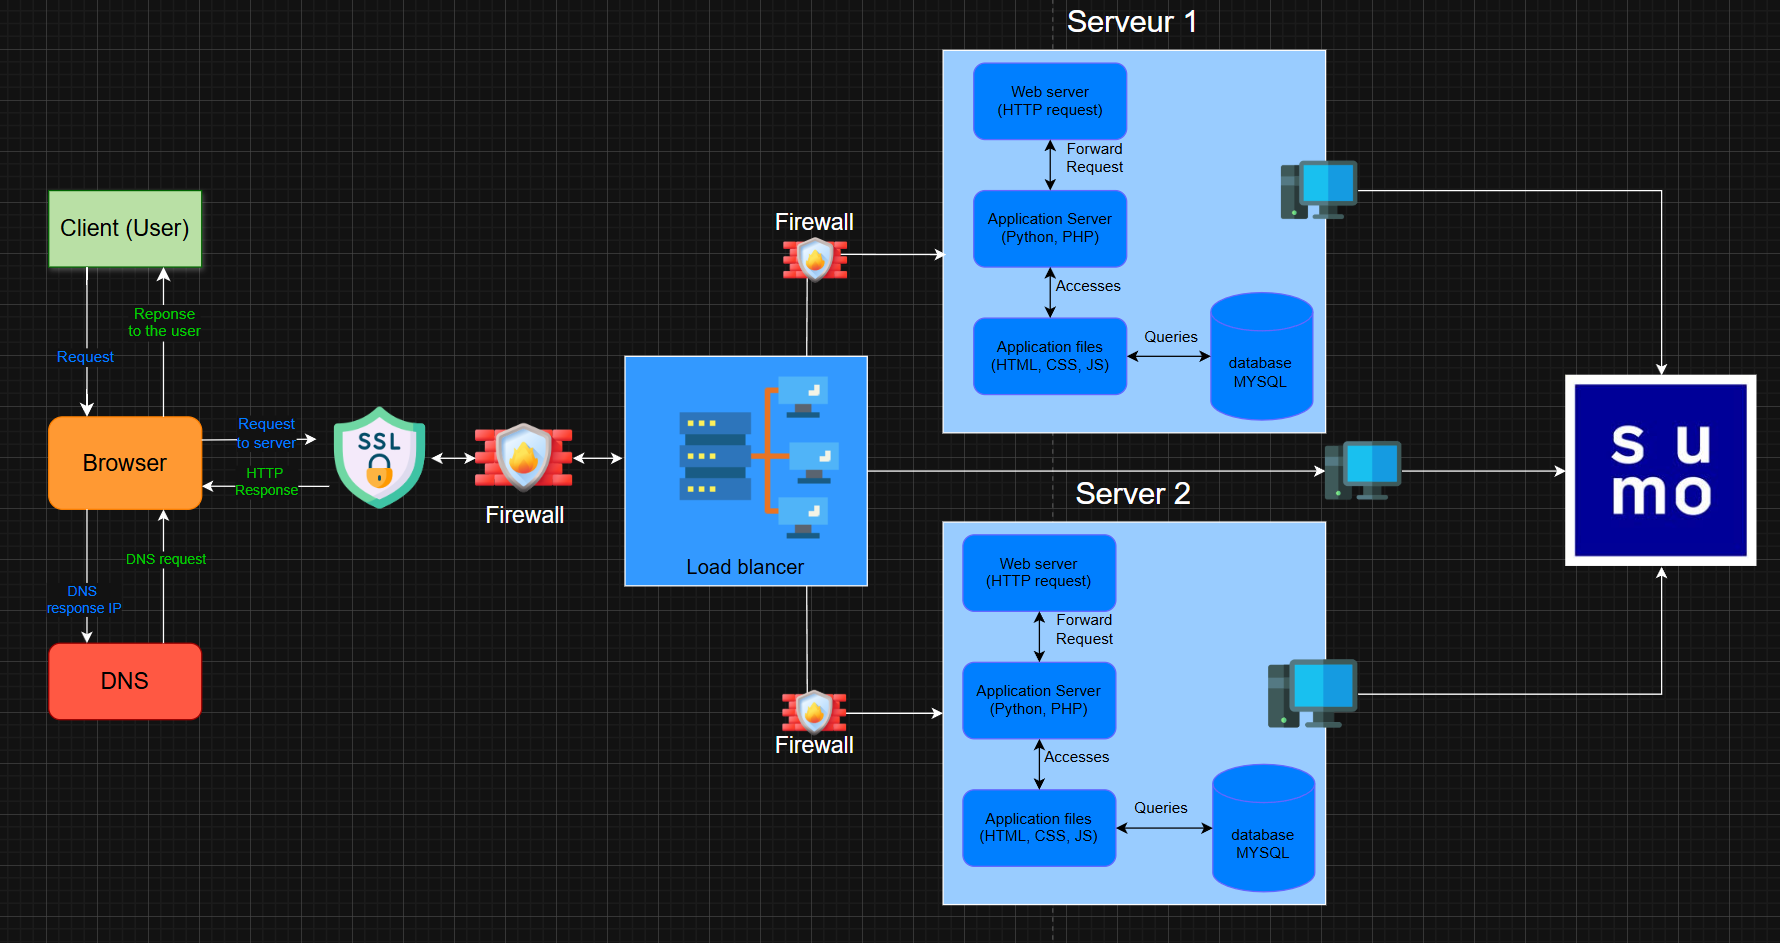 Serveur 1
Web server
(HTTP request)
Forward
Request
Application Server
(Python, PHP)
Accesses
Application files
(HTML, CSS, JS)
Queries
database
MYSQL
Client (User)
Reponse
to the user
Request
Browser
Request
to server
HTTP
Response
SSL
Firewall
DNS request
DNS
response IP
DNS
Firewall
Load blancer
Firewall
Server 2
Web server
(HTTP request)
Forward
Request
Application Server
(Python, PHP)
Accesses
Application files
(HTML, CSS, JS)
Queries
database
MYSQL
su
mo